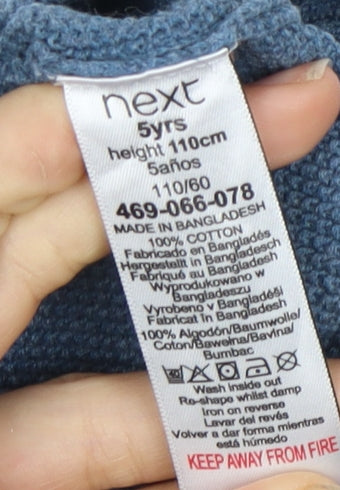 next
5yrs
height 110cm
5años
110/60
469-066-078
MADE IN BANGLADESH
100% COTTON
Fabricado en Bangladés
Hergestellt in Bangladesch
Fabriqué au Bangladesh
Wyprodukowano w
Bangladeszu
Vyrobeno v Bangladéši
Fabricat în Bangladesh
100% Algodón/Baumwolle/
Coton/Bawełna/Bavlna/
Bumbac
Wash inside out
Re-shape whilst damp
Iron on reverse
Lavar del revés
Volver a dar forma mientras
está húmedo
KEEP AWAY FROM FIRE